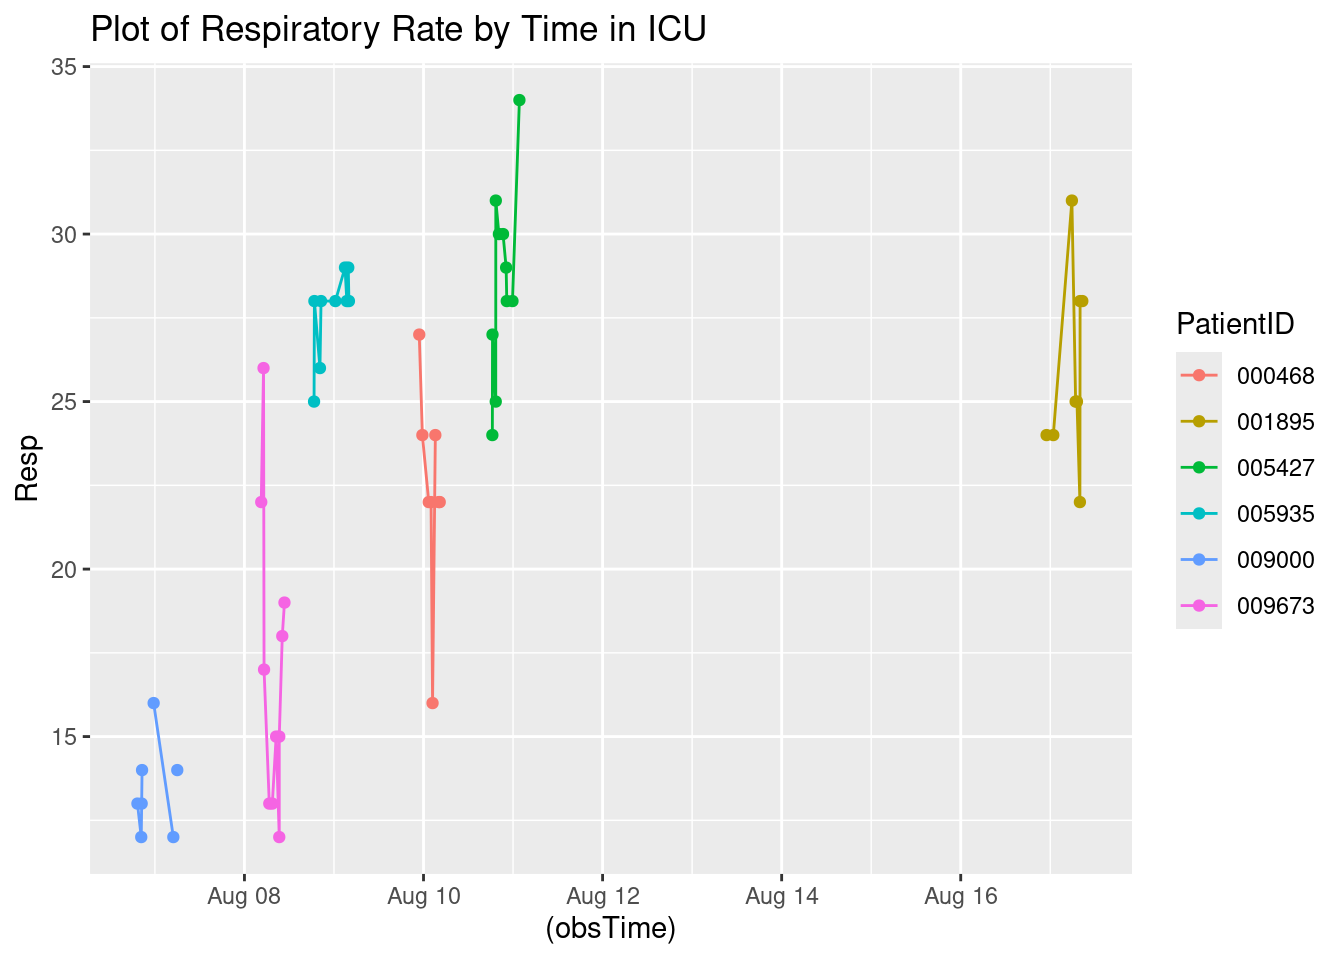 Plot of Respiratory Rate by Time in ICU
35
30
25
20
15
Resp
Aug 08
Aug 10
Aug 12
Aug 14
Aug 16
(obsTime)
PatientID
000468
001895
005427
005935
009000
009673